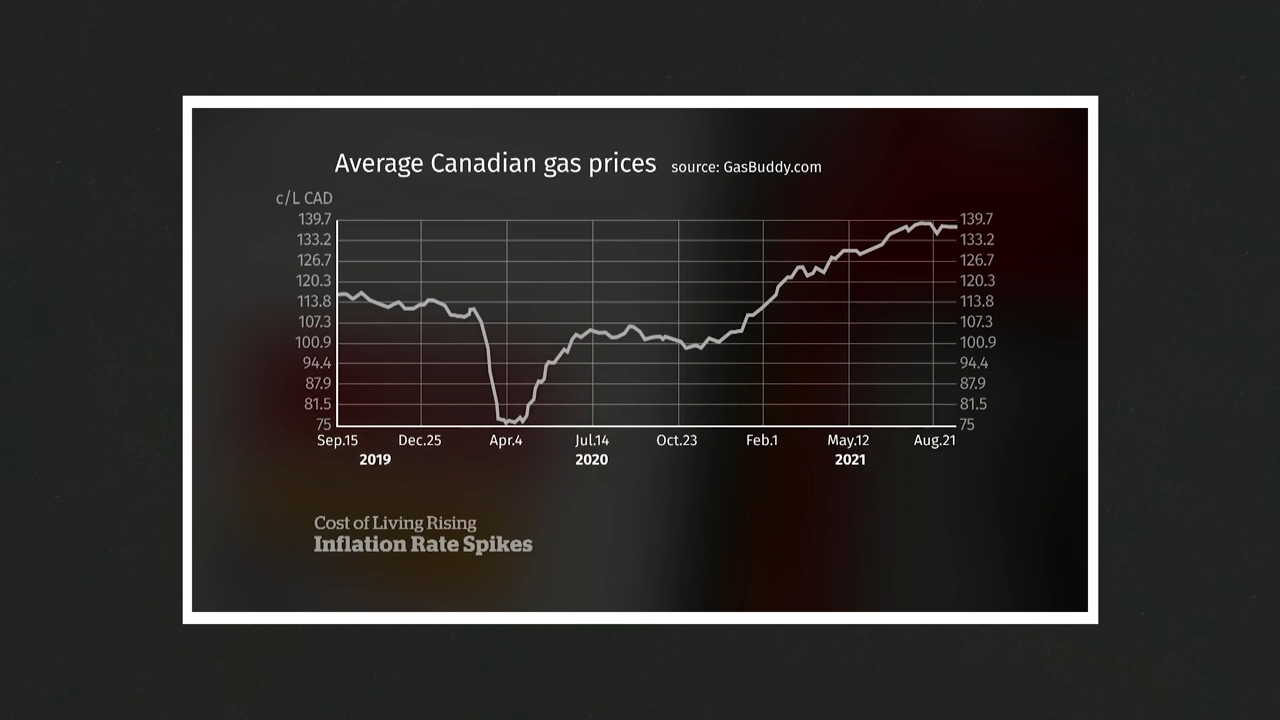 Average Canadian gas prices source: GasBuddy.com
c/L CAD
139.7 139.7
133.2 133.2
126.7 126.7
120.3 120.3
113.8 113.8
107.3 107.3
100.9 100.9
94.4 94.4
87.9 87.9
81.5 81.5
75 75
Sep.15 Dec.25 Apr.4 Jul.14 Oct.23 Feb.1 May.12 Aug.21
2019 2020 2021
Cost of Living Rising
Inflation Rate Spikes